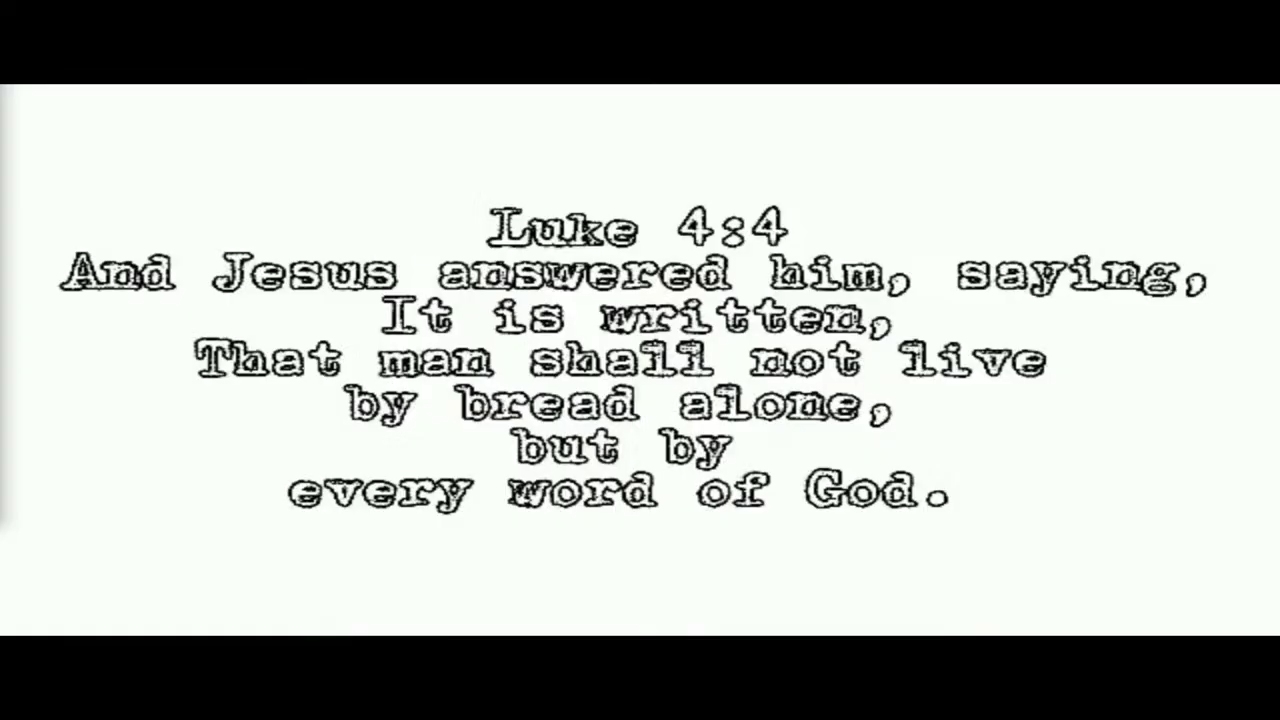 Luke 4:4
And Jesus answered him, saying,
It is written,
That man shall not live
by bread alone,
but by
every word of God.